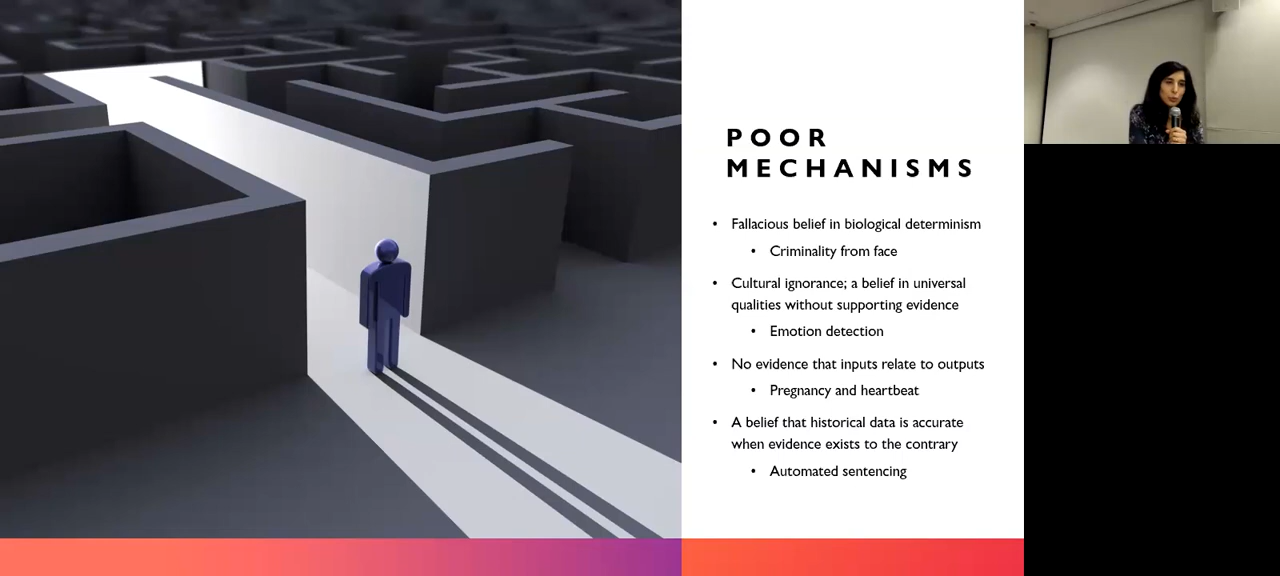 POOR
MECHANISMS
• Fallacious belief in biological determinism
• Criminality from face
• Cultural ignorance; a belief in universal
qualities without supporting evidence
• Emotion detection
• No evidence that inputs relate to outputs
• Pregnancy and heartbeat
• A belief that historical data is accurate
when evidence exists to the contrary
• Automated sentencing